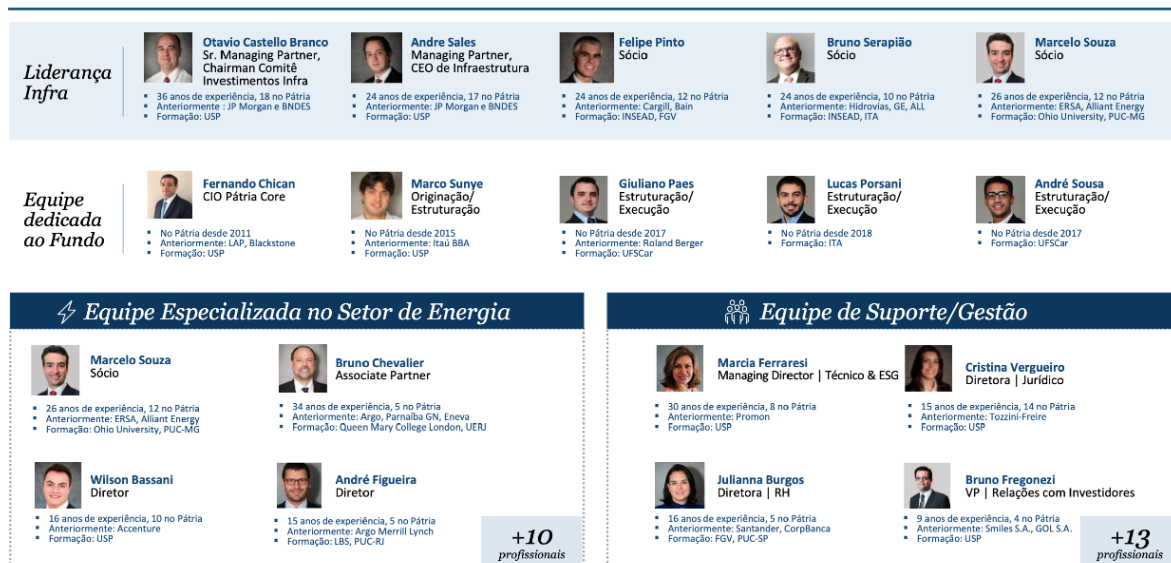 Liderança
Infra
Otavio Castello Branco
Sr. Managing Partner,
Chairman Comitê
Investimentos Infra
36 anos de experiência, 18 no Pátria
Anteriormente : JP Morgan e BNDES
Formação: USP
Andre Sales
Managing Partner,
CEO de Infraestrutura
24 anos de experiência, 17 no Pátria
Anteriormente: JP Morgan e BNDES
Formação: USP
Felipe Pinto
Sócio
24 anos de experiência, 12 no Pátria
Anteriormente: Cargill, Bain
Formação: INSEAD, FGV
Bruno Serapião
Sócio
24 anos de experiência, 10 no Pátria
Anteriormente: Hidrovias, GE, ALL
Formação: INSEAD, ITA
Marcelo Souza
Sócio
26 anos de experiência, 12 no Pátria
Anteriormente: ERSA, Alliant Energy
Formação: Ohio University, PUC-MG
Equipe
dedicada
ao Fundo
Fernando Chican
CIO Pátria Core
No Pátria desde 2011
Anteriormente: LAP, Blackstone
Formação: USP
Marco Sunye
Originação/
Estruturação
No Pátria desde 2015
Anteriormente: Itaú BBA
Formação: USP
Giuliano Paes
Estruturação/
Execução
No Pátria desde 2017
Anteriormente: Roland Berger
Formação: UFSCar
Lucas Porsani
Estruturação/
Execução
No Pátria desde 2018
Formação: ITA
André Sousa
Estruturação/
Execução
No Pátria desde 2017
Formação: UFSCar
Equipe Especializada no Setor de Energia
Marcelo Souza
Sócio
26 anos de experiência, 12 no Pátria
Anteriormente: ERSA, Alliant Energy
Formação: Ohio University, PUC-MG
Bruno Chevalier
Associate Partner
34 anos de experiência, 5 no Pátria
Anteriormente: Argo, Parnaíba GN, Eneva
Formação: Queen Mary College London, UERJ
Wilson Bassani
Diretor
16 anos de experiência, 10 no Pátria
Anteriormente: Accenture
Formação: USP
André Figueira
Diretor
15 anos de experiência, 5 no Pátria
Anteriormente: Argo Merrill Lynch
Formação: LBS, PUC-RJ
+10
profissionais
Equipe de Suporte/Gestão
Marcia Ferraresi
Managing Director | Técnico & ESG
30 anos de experiência, 8 no Pátria
Anteriormente: Promon
Formação: USP
Cristina Vergueiro
Diretora | Jurídico
15 anos de experiência, 14 no Pátria
Anteriormente: Tozzini-Freire
Formação: USP
Julianna Burgos
Diretora | RH
16 anos de experiência, 5 no Pátria
Anteriormente: Santander, CorpBanca
Formação: FGV, PUC-SP
Bruno Fregonezi
VP | Relações com Investidores
9 anos de experiência, 4 no Pátria
Anteriormente: Smiles S.A., GOL S.A.
Formação: USP
+13
profissionais